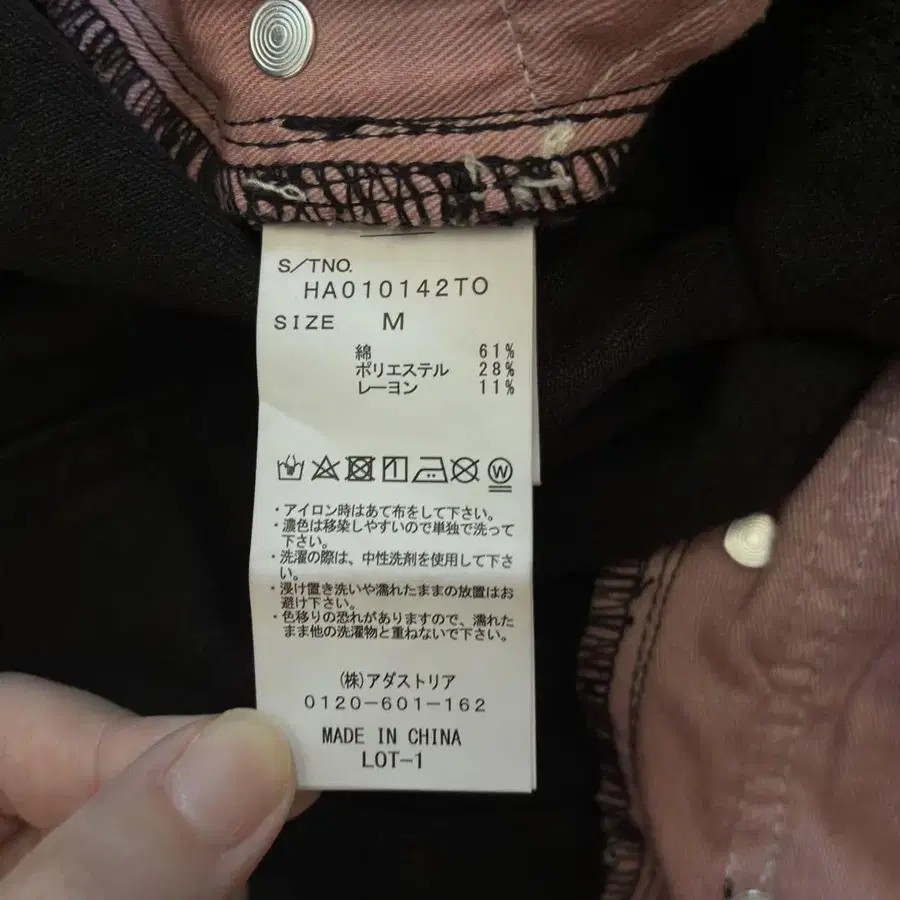 S/TNO.
HA010142TO
SIZE M
綿 61%
ポリエステル 28%
レーヨン 11%
W
・アイロン時はあて布をして下さい。
・濃色は移染しやすいので単独で洗って
下さい。
・洗濯の際は、中性洗剤を使用して下さ
い。
・浸け置き洗いや濡れたままの放置はお
避け下さい。
・色移りの恐れがありますので、濡れた
まま他の洗濯物と重ねないで下さい。
(株)アダストリア
0120-601-162
MADE IN CHINA
LOT-1